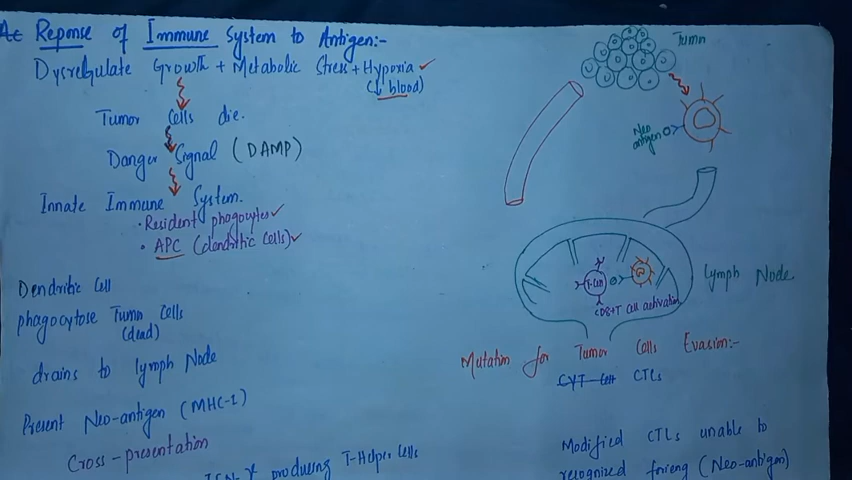 Reponse of Immune System to Antigen:-
Dysregulate Growth + Metabolic Stress + Hypoxia
(↓ blood)
Tumor Cells die.
Danger Signal (DAMP)
Innate Immune System.
• Resident phagocytes
• APC (dendritic cells)
Dendritic Cell
phagocytose Tumor Cells
(dead)
drains to lymph Node
Present Neo-antigen (MHC-1)
Cross-presentation
producing T-Helper Cells
Tumor
Neo
antigen
T-Cell
CD8+T cell activation
Lymph Node
Mutation for Tumor Cells Evasion:-
CTLs
Modified CTLs unable to
recognized forieng (Neo-antigen)